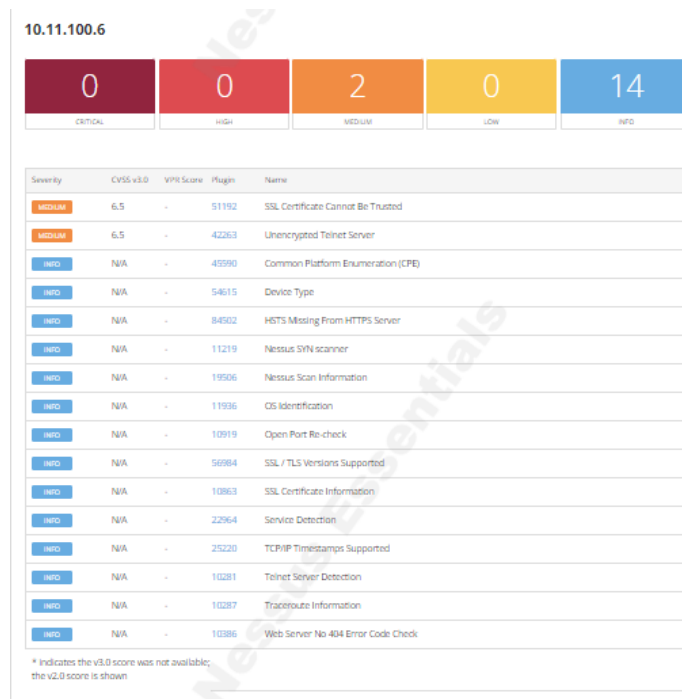 10.11.100.6
0 0 2 0 14
CRITICAL HIGH MEDIUM LOW INFO
Severity CVSS v3.0 VPR Score Plugin Name
MEDIUM 6.5 - 51192 SSL Certificate Cannot Be Trusted
MEDIUM 6.5 - 42263 Unencrypted Telnet Server
INFO N/A - 45590 Common Platform Enumeration (CPE)
INFO N/A - 54615 Device Type
INFO N/A - 84502 HSTS Missing From HTTPS Server
INFO N/A - 11219 Nessus SYN scanner
INFO N/A - 19506 Nessus Scan Information
INFO N/A - 11936 OS Identification
INFO N/A - 10919 Open Port Re-check
INFO N/A - 56984 SSL / TLS Versions Supported
INFO N/A - 10863 SSL Certificate Information
INFO N/A - 22964 Service Detection
INFO N/A - 25220 TCP/IP Timestamps Supported
INFO N/A - 10281 Telnet Server Detection
INFO N/A - 10287 Traceroute Information
INFO N/A - 10386 Web Server No 404 Error Code Check
* indicates the v3.0 score was not available;
the v2.0 score is shown
Nessus Essentials